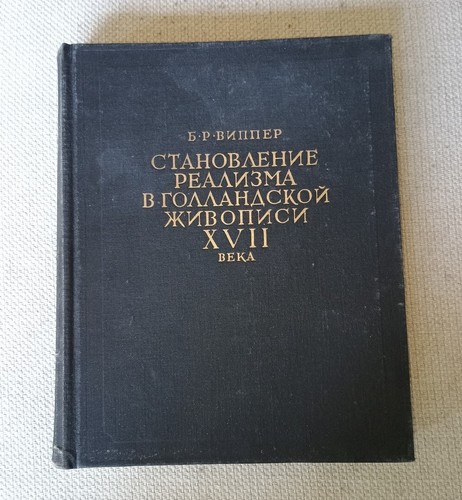 Б·Р·ВИППЕР
СТАНОВЛЕНИЕ
РЕАЛИЗМА
В·ГОЛЛАНДСКОЙ
ЖИВОПИСИ
XVII
ВЕКА